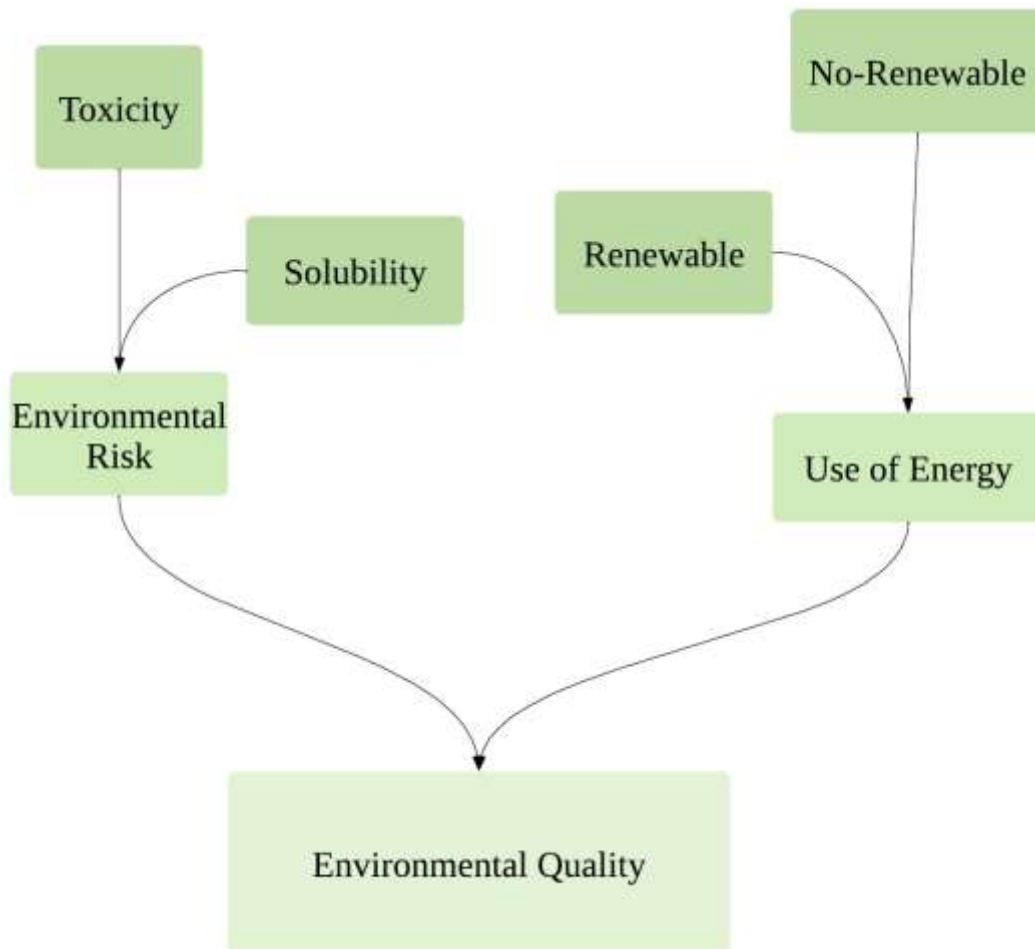 No-Renewable
Toxicity
Renewable
Solubility
Environmental
Risk
Use of Energy
Environmental Quality